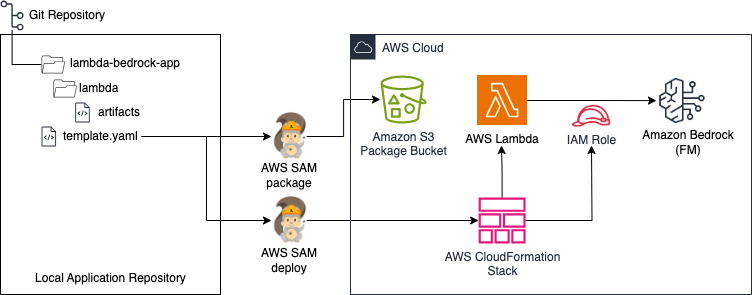 Git Repository
lambda-bedrock-app
lambda
artifacts
template.yaml
Local Application Repository
AWS SAM
package
AWS SAM
deploy
AWS Cloud
Amazon S3
Package Bucket
AWS Lambda
IAM Role
Amazon Bedrock
(FM)
AWS CloudFormation
Stack